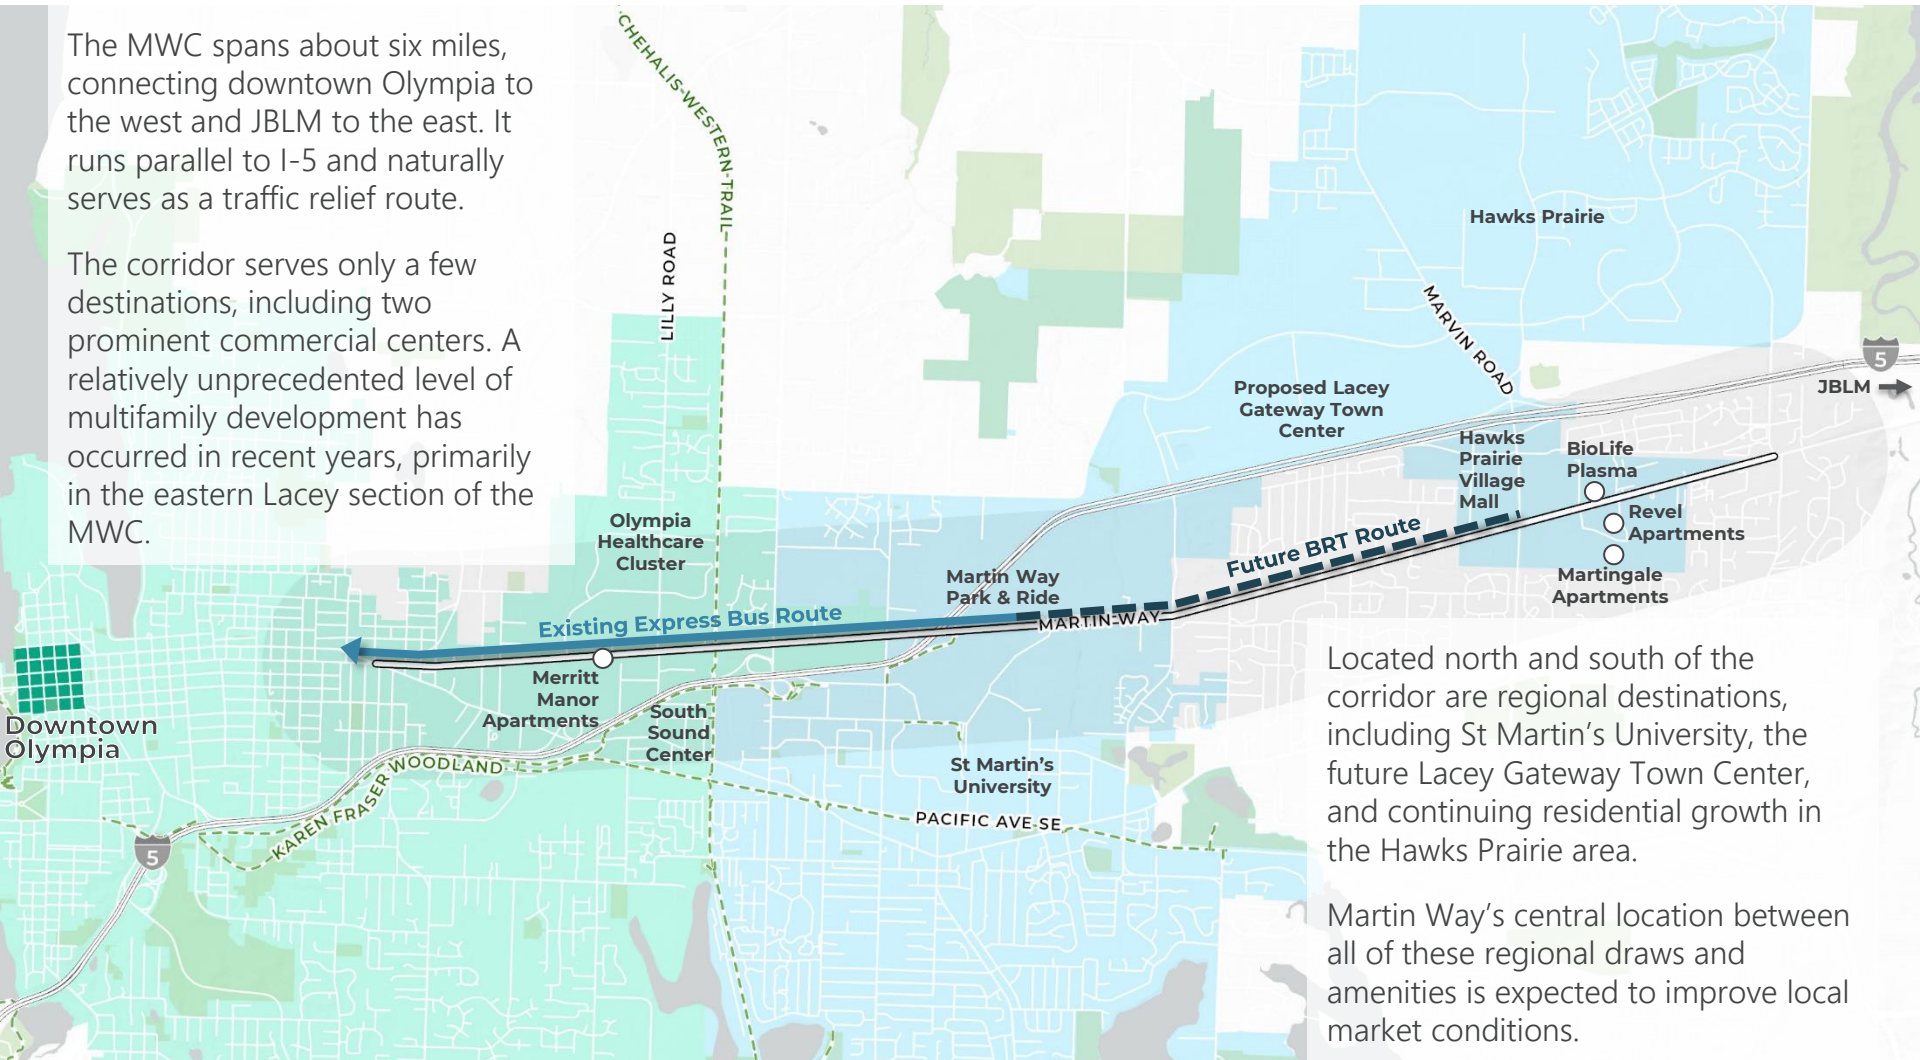 The MWC spans about six miles,
connecting downtown Olympia to
the west and JBLM to the east. It
runs parallel to I-5 and naturally
serves as a traffic relief route.
The corridor serves only a few
destinations, including two
prominent commercial centers. A
relatively unprecedented level of
multifamily development has
occurred in recent years, primarily
in the eastern Lacey section of the
MWC.
CHEHALIS-WESTERN-TRAIL
LILLY ROAD
Hawks Prairie
MARVIN ROAD
5
JBLM
Proposed Lacey
Gateway Town
Center
Hawks
Prairie
Village
Mall
BioLife
Plasma
Revel
Apartments
Martingale
Apartments
Olympia
Healthcare
Cluster
Martin Way
Park & Ride
Future BRT Route
Existing Express Bus Route
MARTIN WAY
Merritt
Manor
Apartments
South
Sound
Center
Downtown
Olympia
KAREN FRASER WOODLAND
5
St Martin's
University
PACIFIC AVE SE
Located north and south of the
corridor are regional destinations,
including St Martin's University, the
future Lacey Gateway Town Center,
and continuing residential growth in
the Hawks Prairie area.
Martin Way's central location between
all of these regional draws and
amenities is expected to improve local
market conditions.